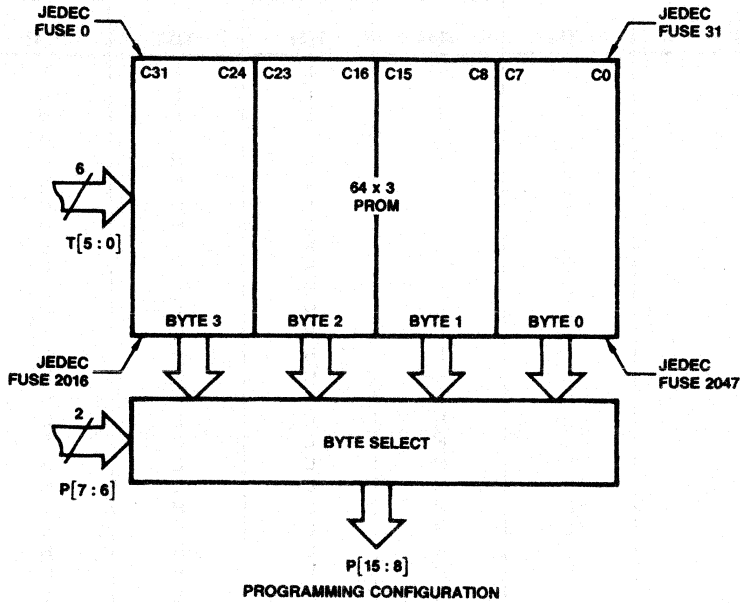 JEDEC
FUSE 0
JEDEC
FUSE 31
C31 C24 C23 C16 C15 C8 C7 C0
6
T[5 : 0]
64 x 3
PROM
BYTE 3 BYTE 2 BYTE 1 BYTE 0
JEDEC
FUSE 2016
JEDEC
FUSE 2047
2
P[7 : 6]
BYTE SELECT
P[15 : 8]
PROGRAMMING CONFIGURATION